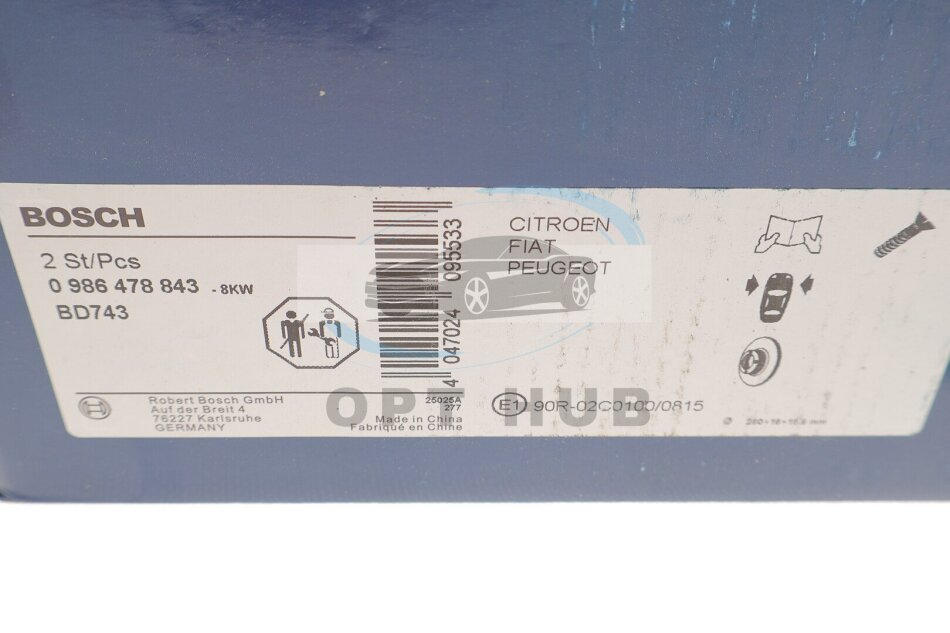 BOSCH
2 St/Pcs
0 986 478 843 - 8KW
BD743
Robert Bosch GmbH
Auf der Breit 4
76227 Karlsruhe
GERMANY
25025A
277
Made in China
Fabriqué en Chine
4 047024 095533
CITROEN
FIAT
PEUGEOT
E1 90R-02C0100/0815
OPT HUB